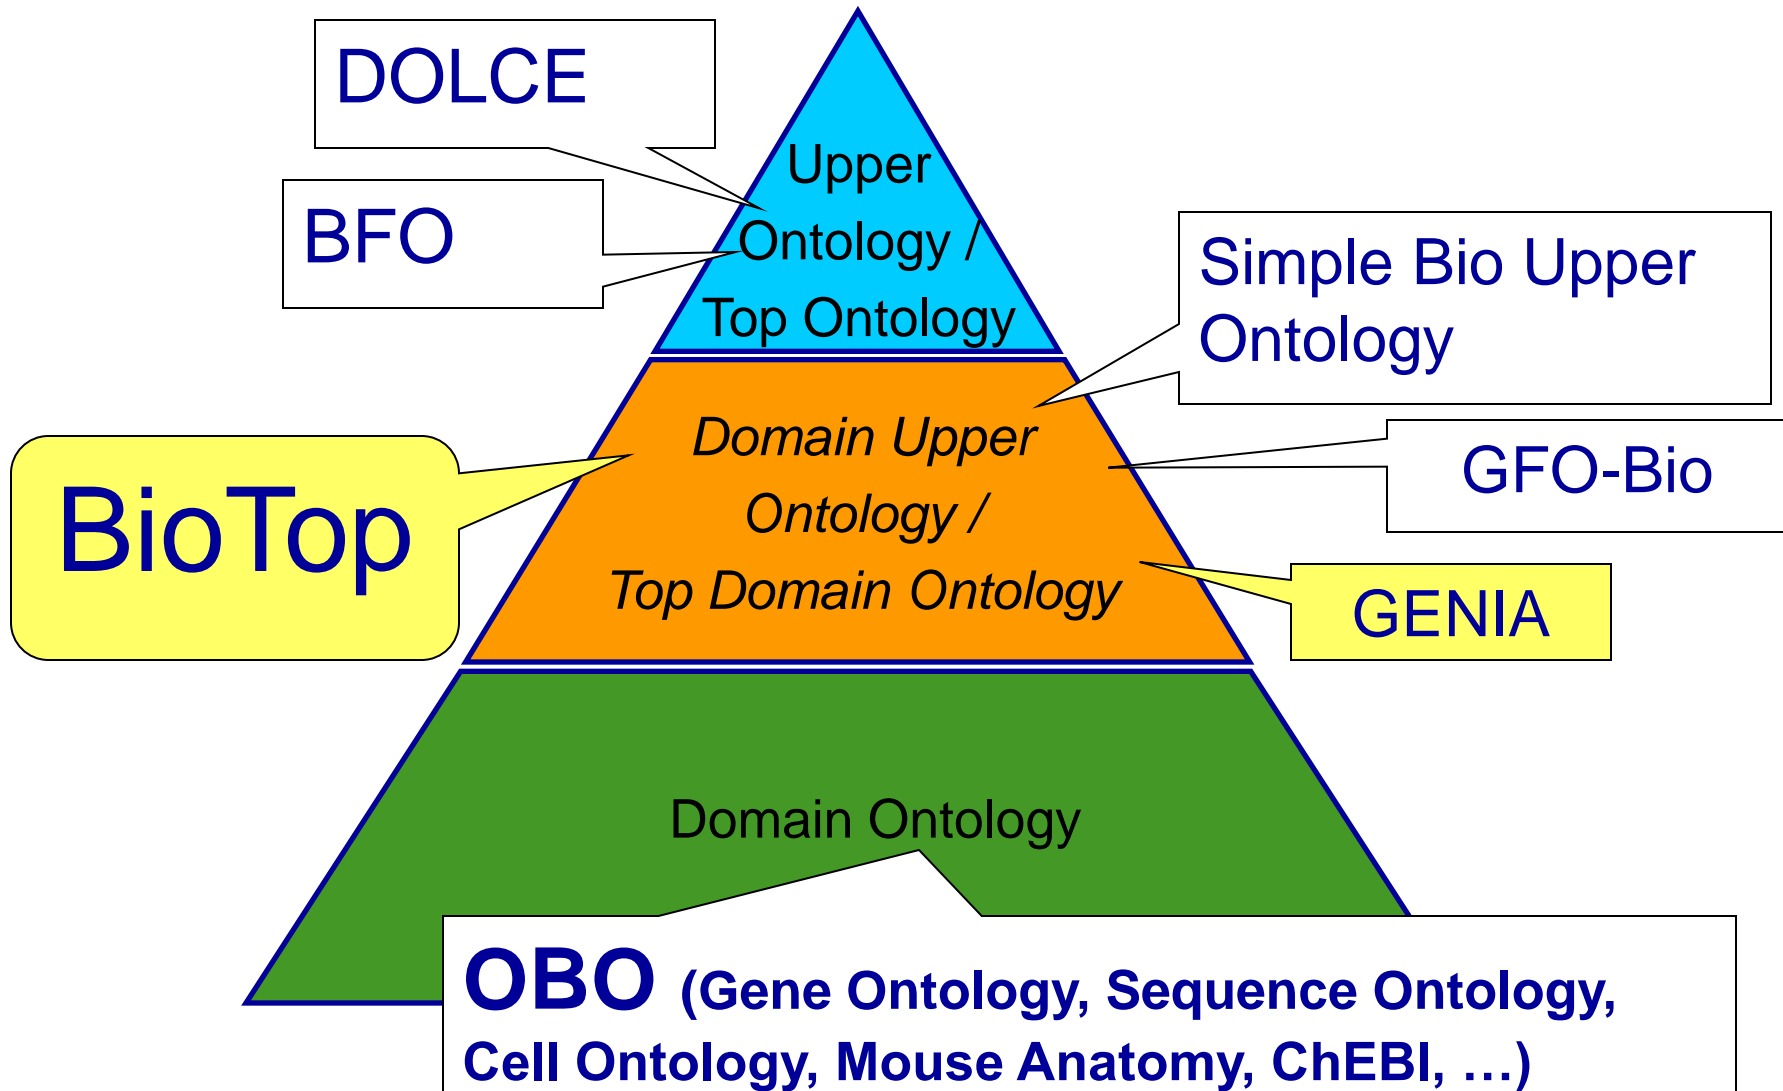 DOLCE
BFO
Upper
Ontology /
Top Ontology
Simple Bio Upper
Ontology
Domain Upper
Ontology /
Top Domain Ontology
BioTop
GFO-Bio
GENIA
Domain Ontology
OBO (Gene Ontology, Sequence Ontology,
Cell Ontology, Mouse Anatomy, ChEBI, …)